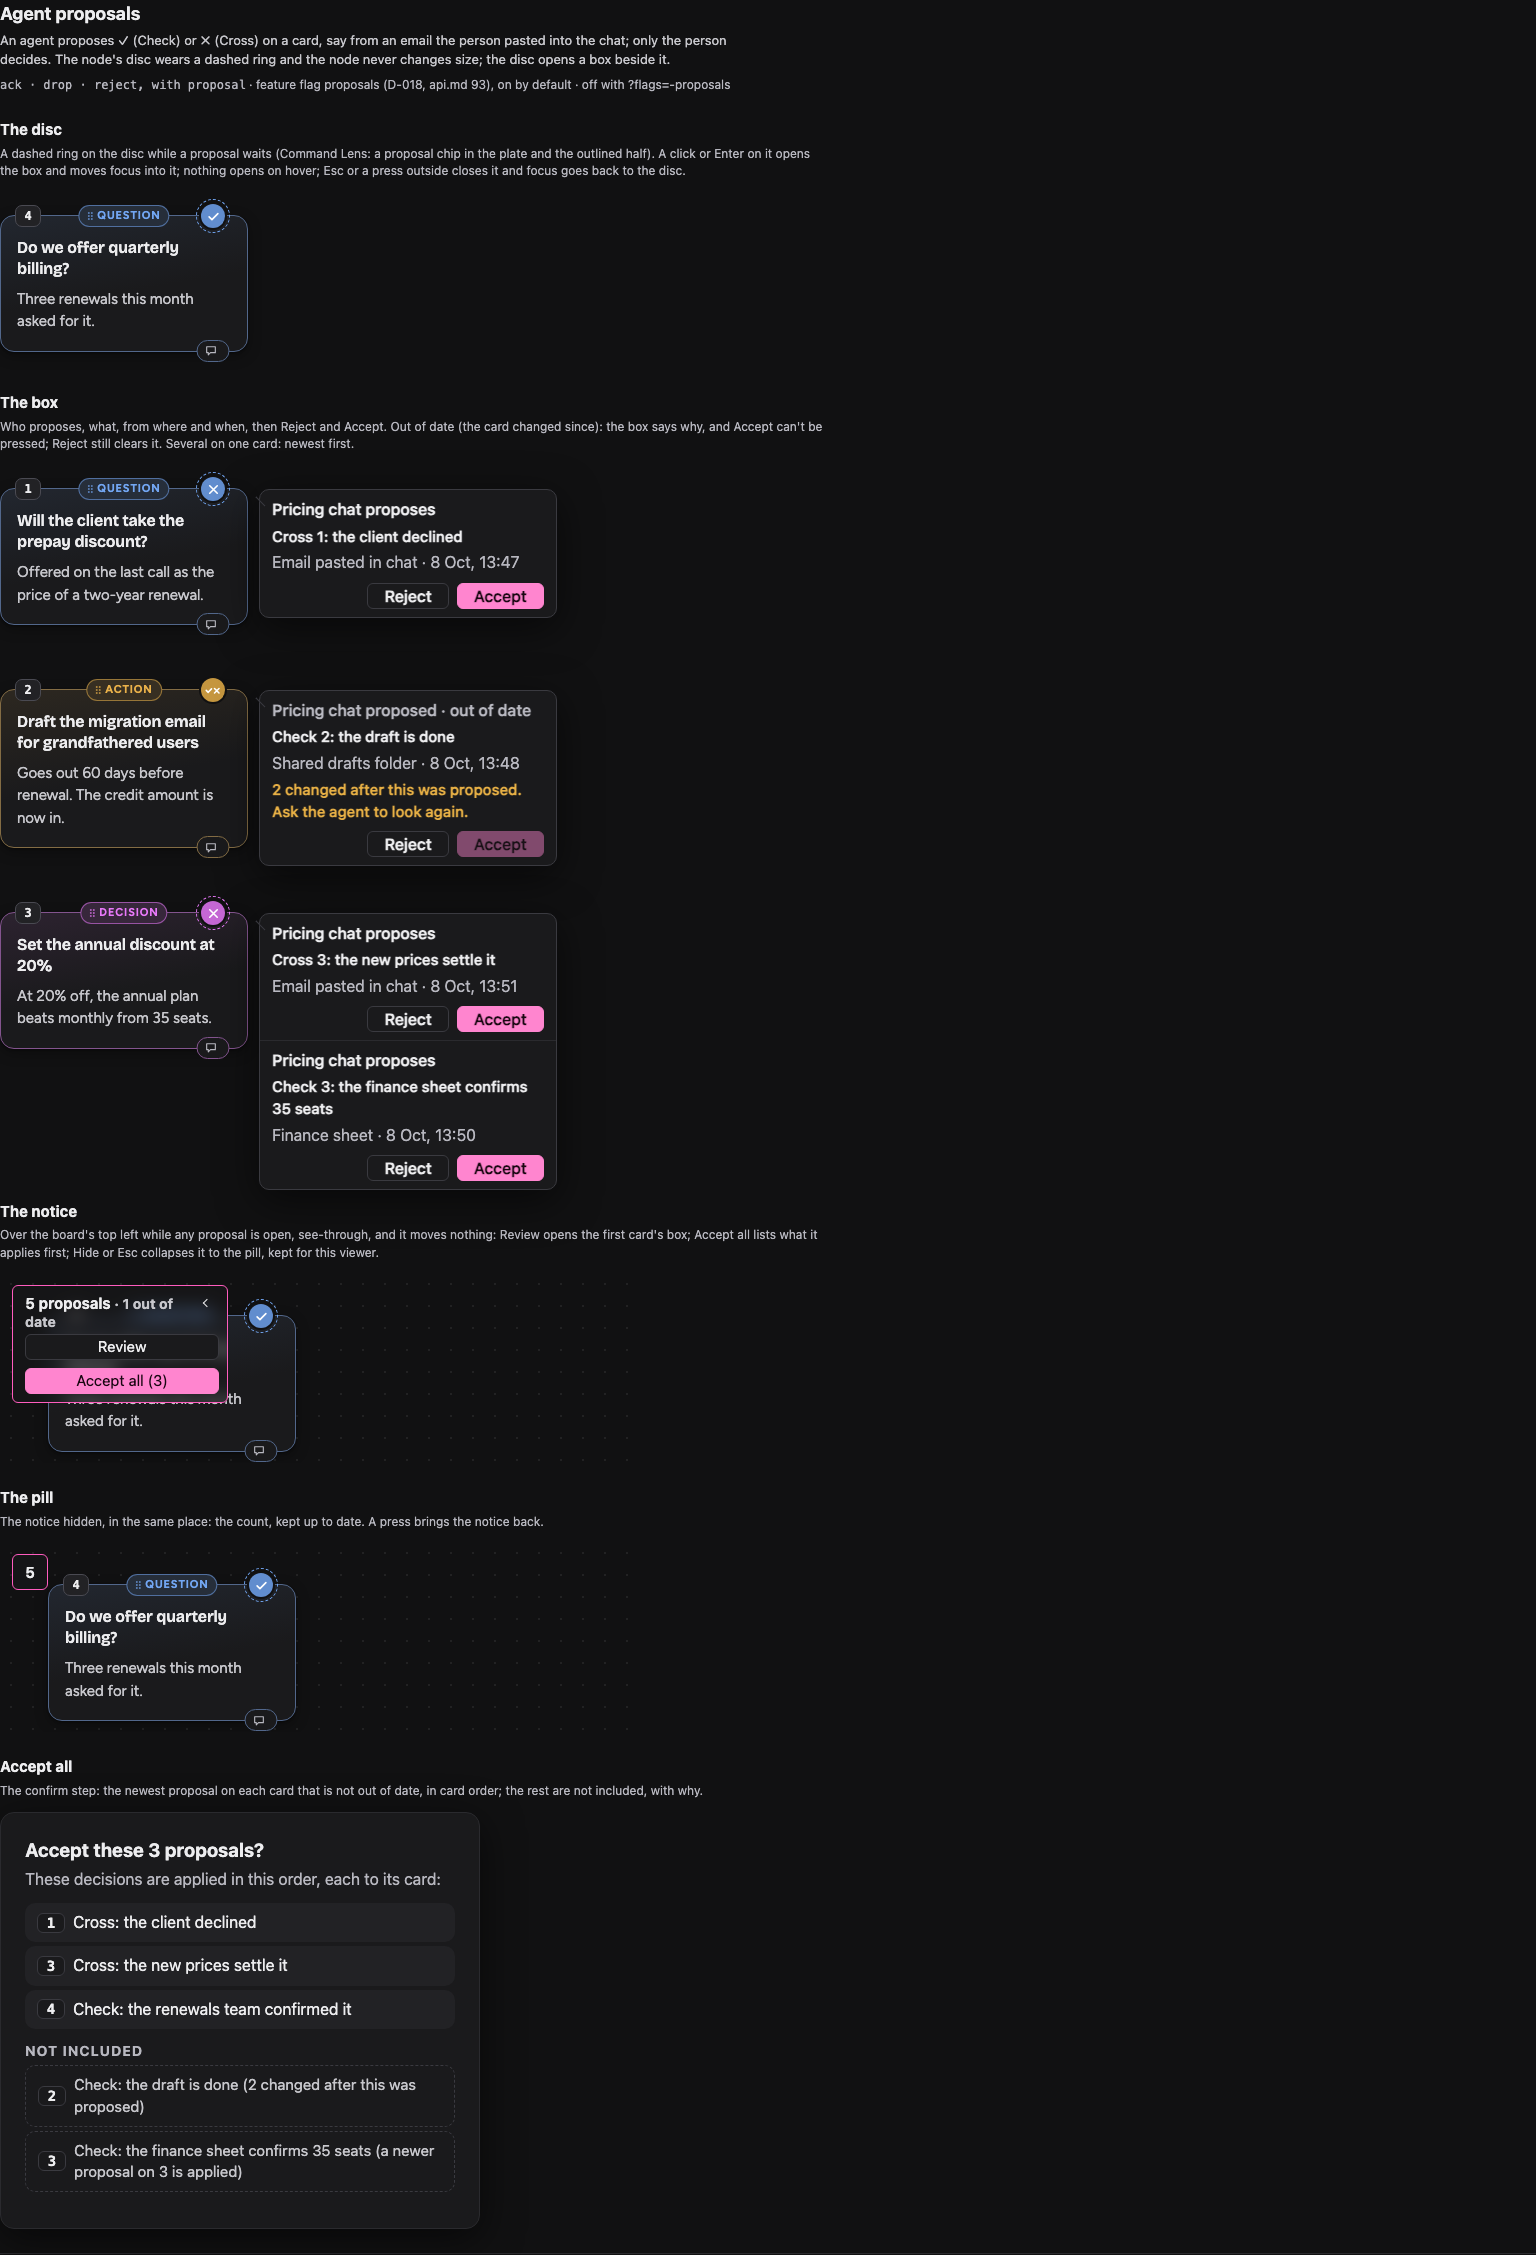 Agent proposals
An agent proposes ✓ (Check) or ✕ (Cross) on a card, say from an email the person pasted into the chat; only the person
decides. The node's disc wears a dashed ring and the node never changes size; the disc opens a box beside it.
ack · drop · reject, with proposal · feature flag proposals (D-018, api.md 93), on by default · off with ?flags=-proposals
The disc
A dashed ring on the disc while a proposal waits (Command Lens: a proposal chip in the plate and the outlined half). A click or Enter on it opens
the box and moves focus into it; nothing opens on hover; Esc or a press outside closes it and focus goes back to the disc.
4 QUESTION
Do we offer quarterly
billing?
Three renewals this month
asked for it.
The box
Who proposes, what, from where and when, then Reject and Accept. Out of date (the card changed since): the box says why, and Accept can't be
pressed; Reject still clears it. Several on one card: newest first.
1 QUESTION
Will the client take the
prepay discount?
Offered on the last call as the
price of a two-year renewal.
Pricing chat proposes
Cross 1: the client declined
Email pasted in chat · 8 Oct, 13:47
Reject Accept
2 ACTION
Draft the migration email
for grandfathered users
Goes out 60 days before
renewal. The credit amount is
now in.
Pricing chat proposed · out of date
Check 2: the draft is done
Shared drafts folder · 8 Oct, 13:48
2 changed after this was proposed.
Ask the agent to look again.
Reject Accept
3 DECISION
Set the annual discount at
20%
At 20% off, the annual plan
beats monthly from 35 seats.
Pricing chat proposes
Cross 3: the new prices settle it
Email pasted in chat · 8 Oct, 13:51
Reject Accept
Pricing chat proposes
Check 3: the finance sheet confirms
35 seats
Finance sheet · 8 Oct, 13:50
Reject Accept
The notice
Over the board's top left while any proposal is open, see-through, and it moves nothing: Review opens the first card's box; Accept all lists what it
applies first; Hide or Esc collapses it to the pill, kept for this viewer.
5 proposals · 1 out of
date
Review
Accept all (3)
asked for it.
The pill
The notice hidden, in the same place: the count, kept up to date. A press brings the notice back.
5
4 QUESTION
Do we offer quarterly
billing?
Three renewals this month
asked for it.
Accept all
The confirm step: the newest proposal on each card that is not out of date, in card order; the rest are not included, with why.
Accept these 3 proposals?
These decisions are applied in this order, each to its card:
1 Cross: the client declined
3 Cross: the new prices settle it
4 Check: the renewals team confirmed it
NOT INCLUDED
2 Check: the draft is done (2 changed after this was
proposed)
3 Check: the finance sheet confirms 35 seats (a newer
proposal on 3 is applied)